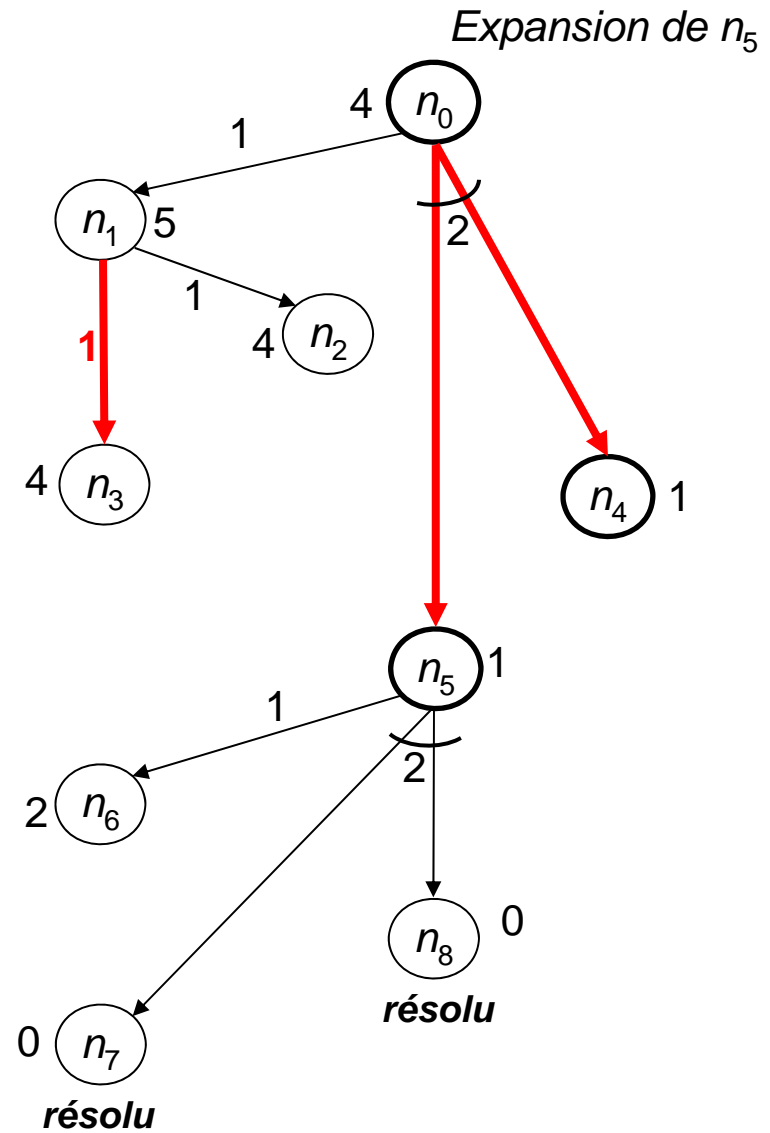 Expansion de n₅
4 n₀
1
n₁ 5
2
1
1
4 n₂
4 n₃
n₄ 1
n₅ 1
1
2
2 n₆
n₈ 0
résolu
0 n₇
résolu